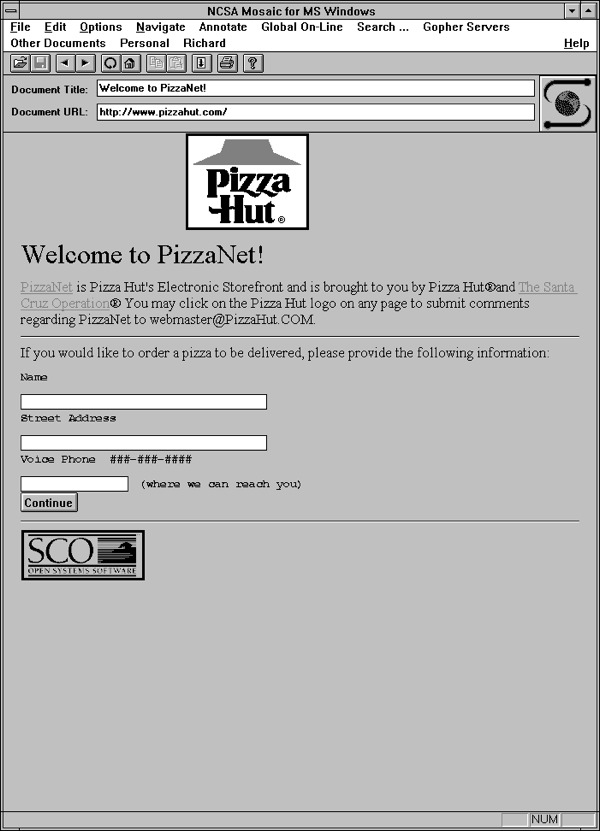 NCSA Mosaic for MS Windows
File Edit Options Navigate Annotate Global On-Line Search ... Gopher Servers
Other Documents Personal Richard Help
Document Title: Welcome to PizzaNet!
Document URL: http://www.pizzahut.com/
Pizza
Hut®
Welcome to PizzaNet!
PizzaNet is Pizza Hut's Electronic Storefront and is brought to you by Pizza Hut®and The Santa
Cruz Operation® You may click on the Pizza Hut logo on any page to submit comments
regarding PizzaNet to webmaster@PizzaHut.COM.
If you would like to order a pizza to be delivered, please provide the following information:
Name
Street Address
Voice Phone ###-###-####
(where we can reach you)
Continue
SCO
OPEN SYSTEMS SOFTWARE
NUM